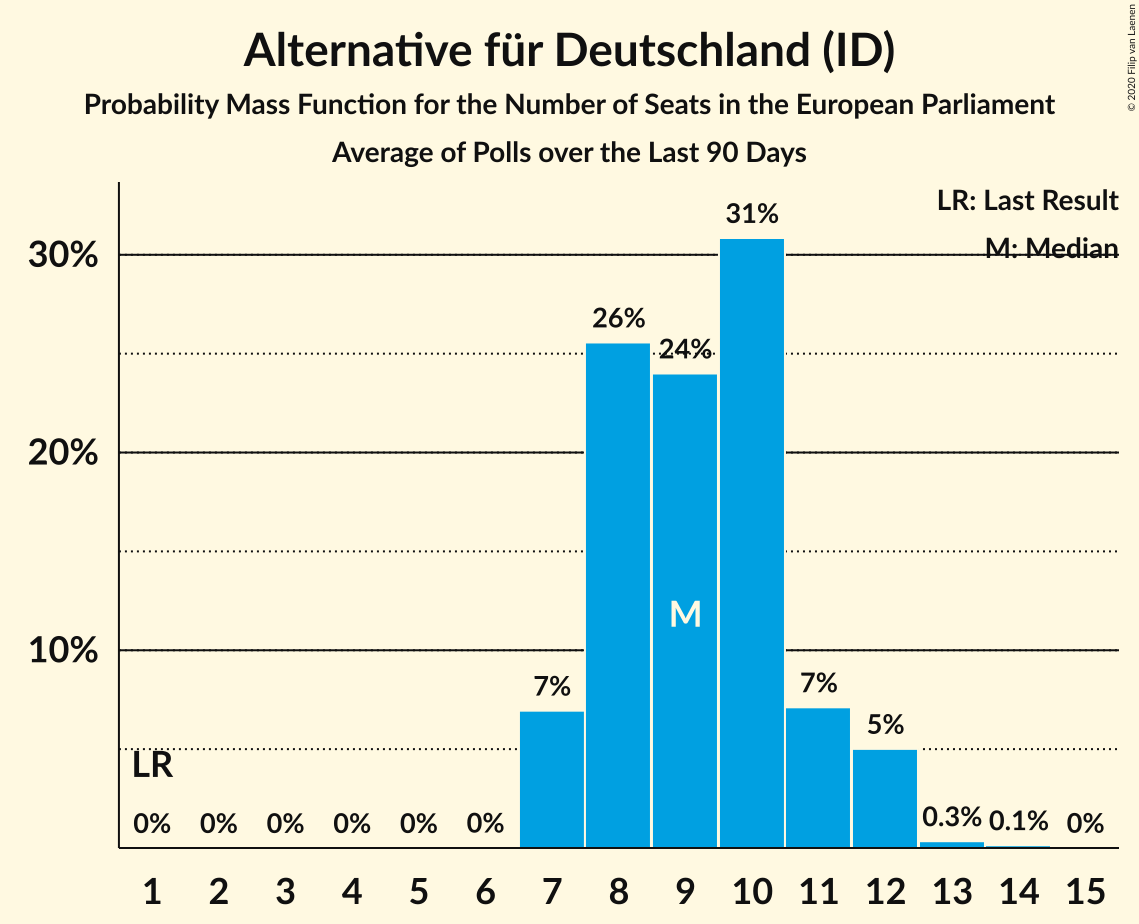 Alternative für Deutschland (ID)
Probability Mass Function for the Number of Seats in the European Parliament
Average of Polls over the Last 90 Days
© 2020 Filip van Laenen
LR: Last Result
M: Median
31%
30%
26%
24%
20%
M
10%
7%
7%
5%
LR
0%
0%
0%
0%
0%
0%
0.3%
0.1%
0%
1 2 3 4 5 6 7 8 9 10 11 12 13 14 15